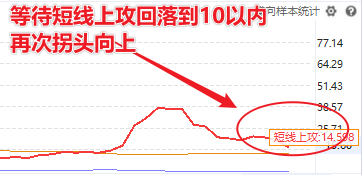 等待短线上攻回落到10以内
向样本统计
再次拐头向上
77.14
64.29
51.43
38.57
25.71
短线上攻:14.598